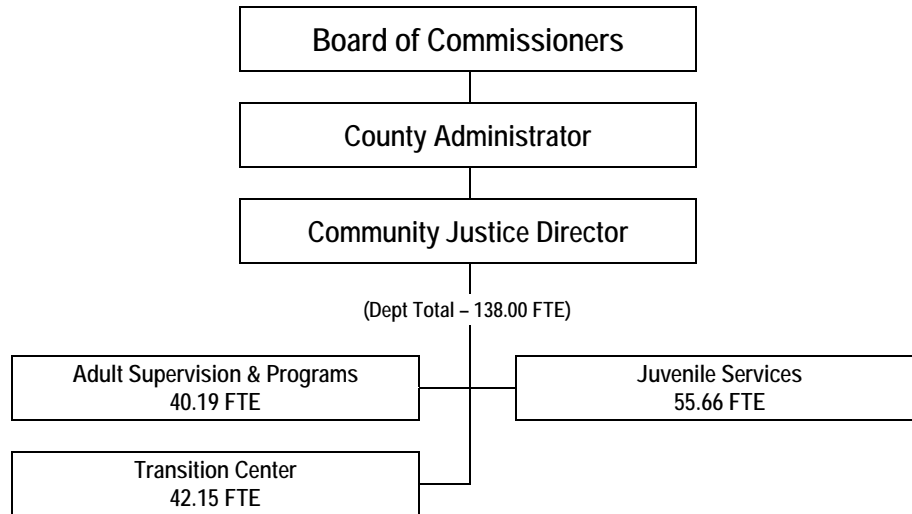 Board of Commissioners
County Administrator
Community Justice Director
(Dept Total – 138.00 FTE)
Adult Supervision & Programs
40.19 FTE
Juvenile Services
55.66 FTE
Transition Center
42.15 FTE